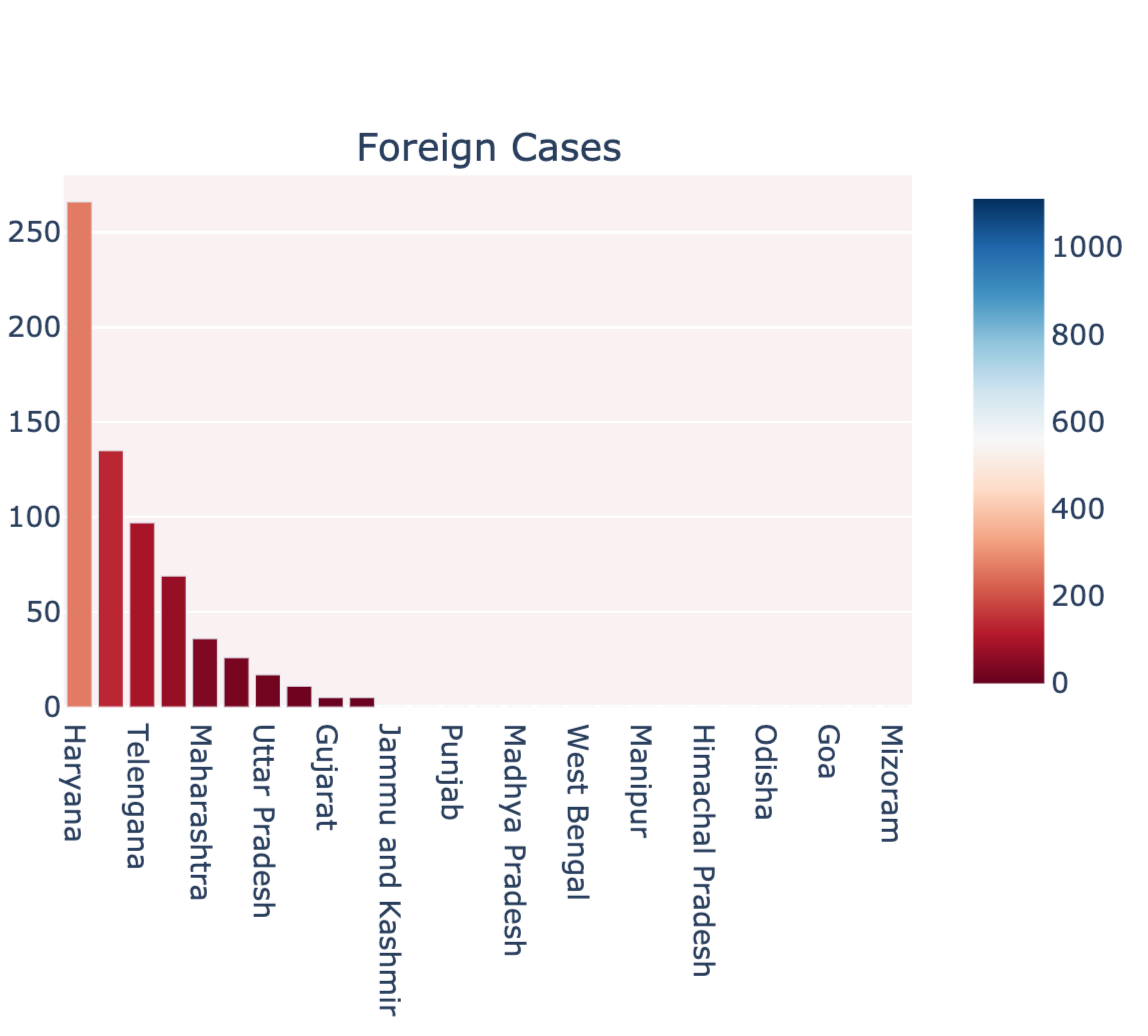 Foreign Cases
250
200
150
100
50
0
Haryana
Telengana
Maharashtra
Uttar Pradesh
Gujarat
Jammu and Kashmir
Punjab
Madhya Pradesh
West Bengal
Manipur
Himachal Pradesh
Odisha
Goa
Mizoram
1000
800
600
400
200
0